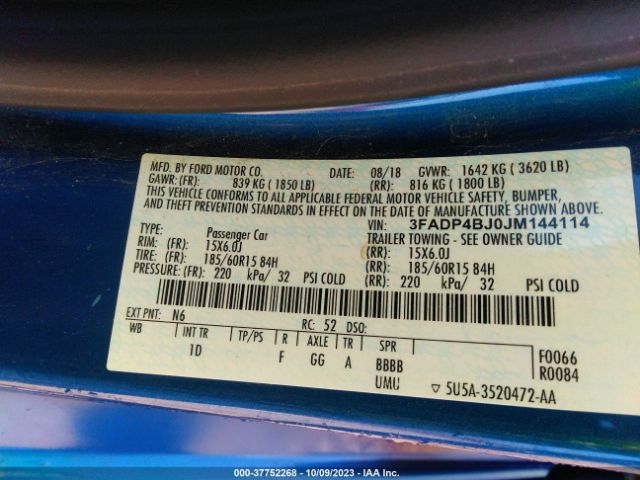 MFD. BY FORD MOTOR CO. DATE: 08/18 GVWR: 1642 KG ( 3620 LB)
GAWR: (FR): 839 KG ( 1850 LB) (RR): 816 KG ( 1800 LB)
THIS VEHICLE CONFORMS TO ALL APPLICABLE FEDERAL MOTOR VEHICLE SAFETY, BUMPER,
AND THEFT PREVENTION STANDARDS IN EFFECT ON THE DATE OF MANUFACTURE SHOWN ABOVE.
VIN: 3FADP4BJ0JM144114
TYPE: Passenger Car TRAILER TOWING - SEE OWNER GUIDE
RIM: (FR): 15X6.0J (RR): 15X6.0J
TIRE: (FR): 185/60R15 84H (RR): 185/60R15 84H
PRESSURE: (FR): 220 kPa/ 32 PSI COLD (RR): 220 kPa/ 32 PSI COLD
EXT PNT: N6 RC: 52 DSO:
WB INT TR TP/PS R AXLE TR SPR
1D F GG A BBBB
UMU
F0066
R0084
5U5A-3520472-AA
000-37752268 - 10/09/2023 - IAA Inc.